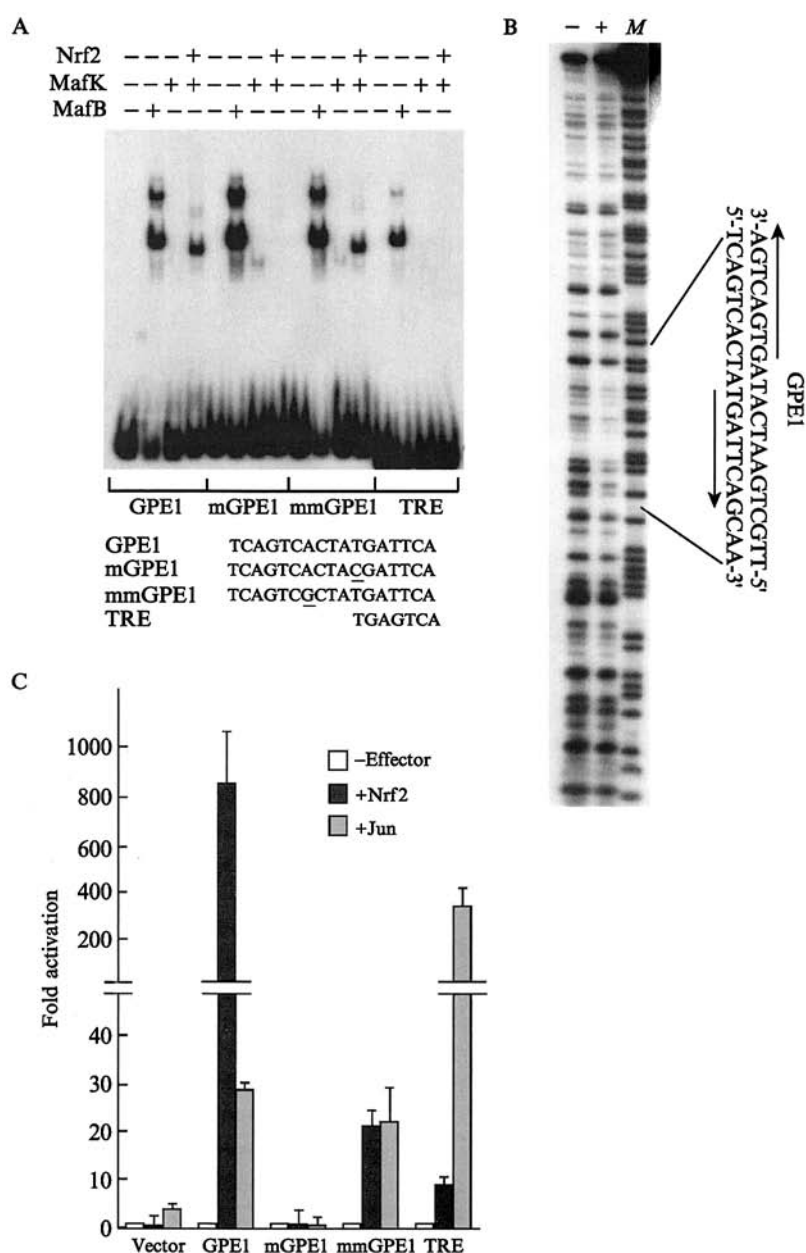 A
Nrf2 − − − + − − − + − − − + − − − +
MafK − − + + − − + + − − + + − − + +
MafB − + − − − + − − − + − − − + − −
GPE1 mGPE1 mmGPE1 TRE
GPE1 TCAGTCACTATGATTCA
mGPE1 TCAGTCACTACGATTCA
mmGPE1 TCAGTCGCTATGATTCA
TRE TGAGTCA
B
− + M
3'-AGTCAGTGATACTAAGTCGTT-5'
5'-TCAGTCACTATGATTCAGCAA-3'
GPE1
C
Fold activation
1000
800
600
400
200
40
30
20
10
0
−Effector
+Nrf2
+Jun
Vector GPE1 mGPE1 mmGPE1 TRE